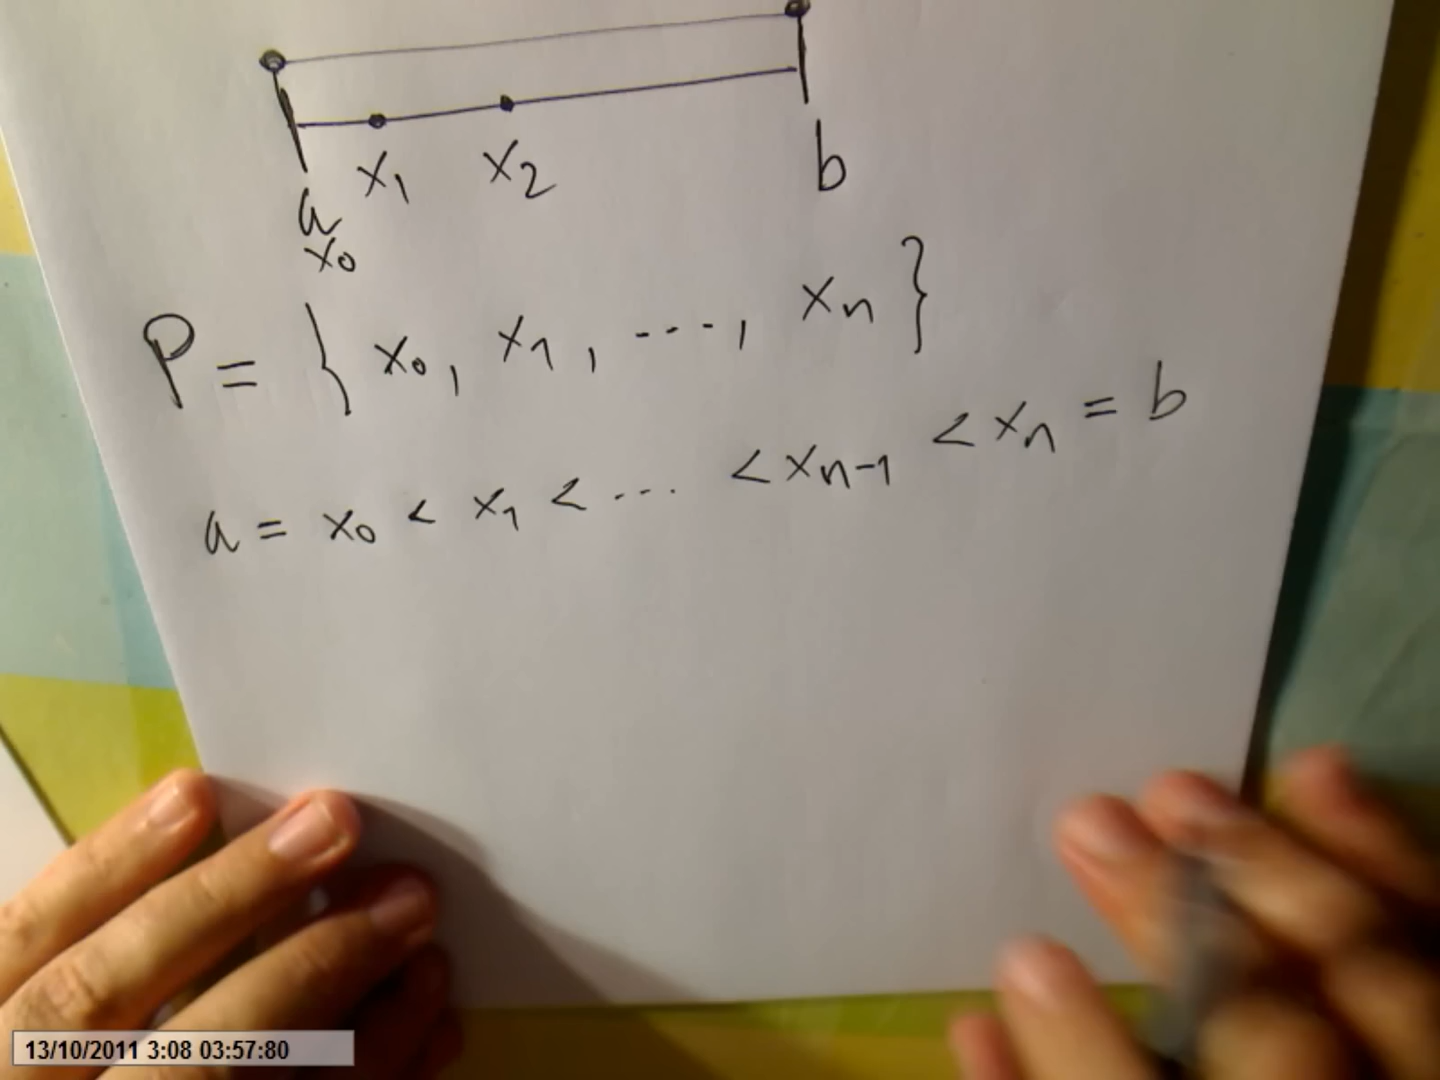 x₁ x₂ b
a
x₀
P = { x₀, x₁, ---, xₙ }
a = x₀ < x₁ < --- < xₙ₋₁ < xₙ = b
13/10/2011 3:08 03:57:80